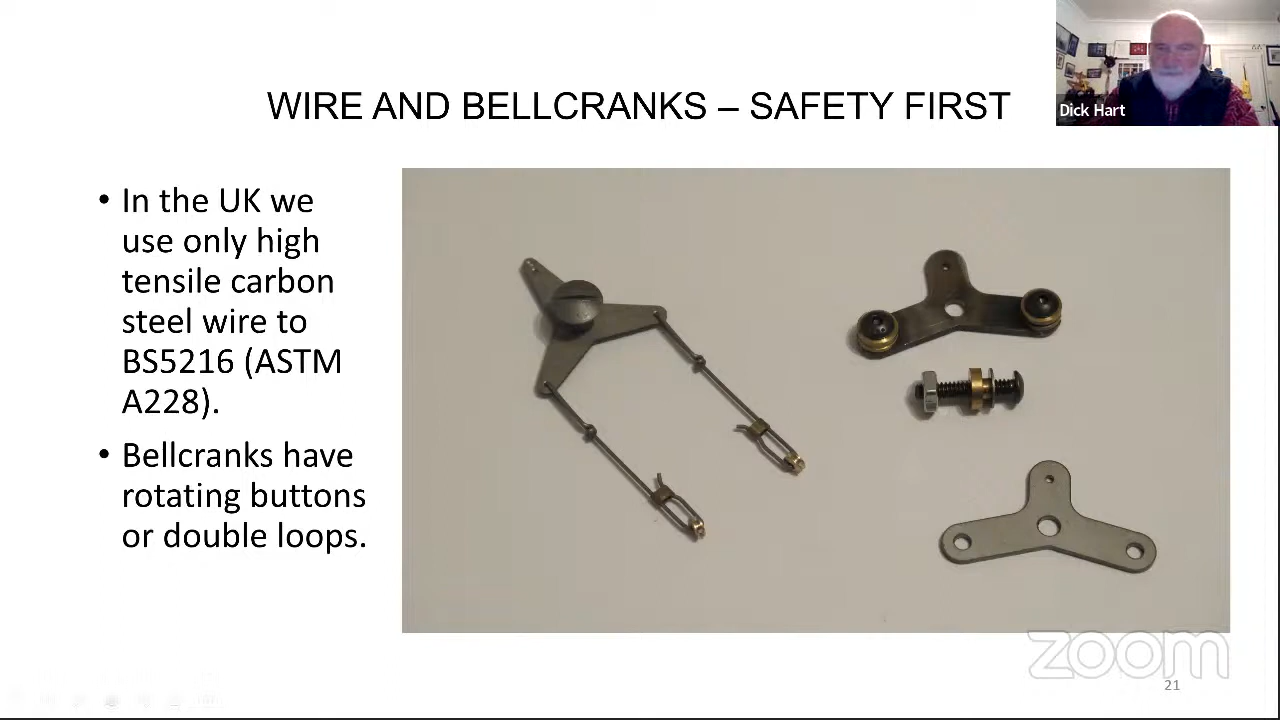 Dick Hart
WIRE AND BELLCRANKS – SAFETY FIRST
• In the UK we
use only high
tensile carbon
steel wire to
BS5216 (ASTM
A228).
• Bellcranks have
rotating buttons
or double loops.
zoom
21